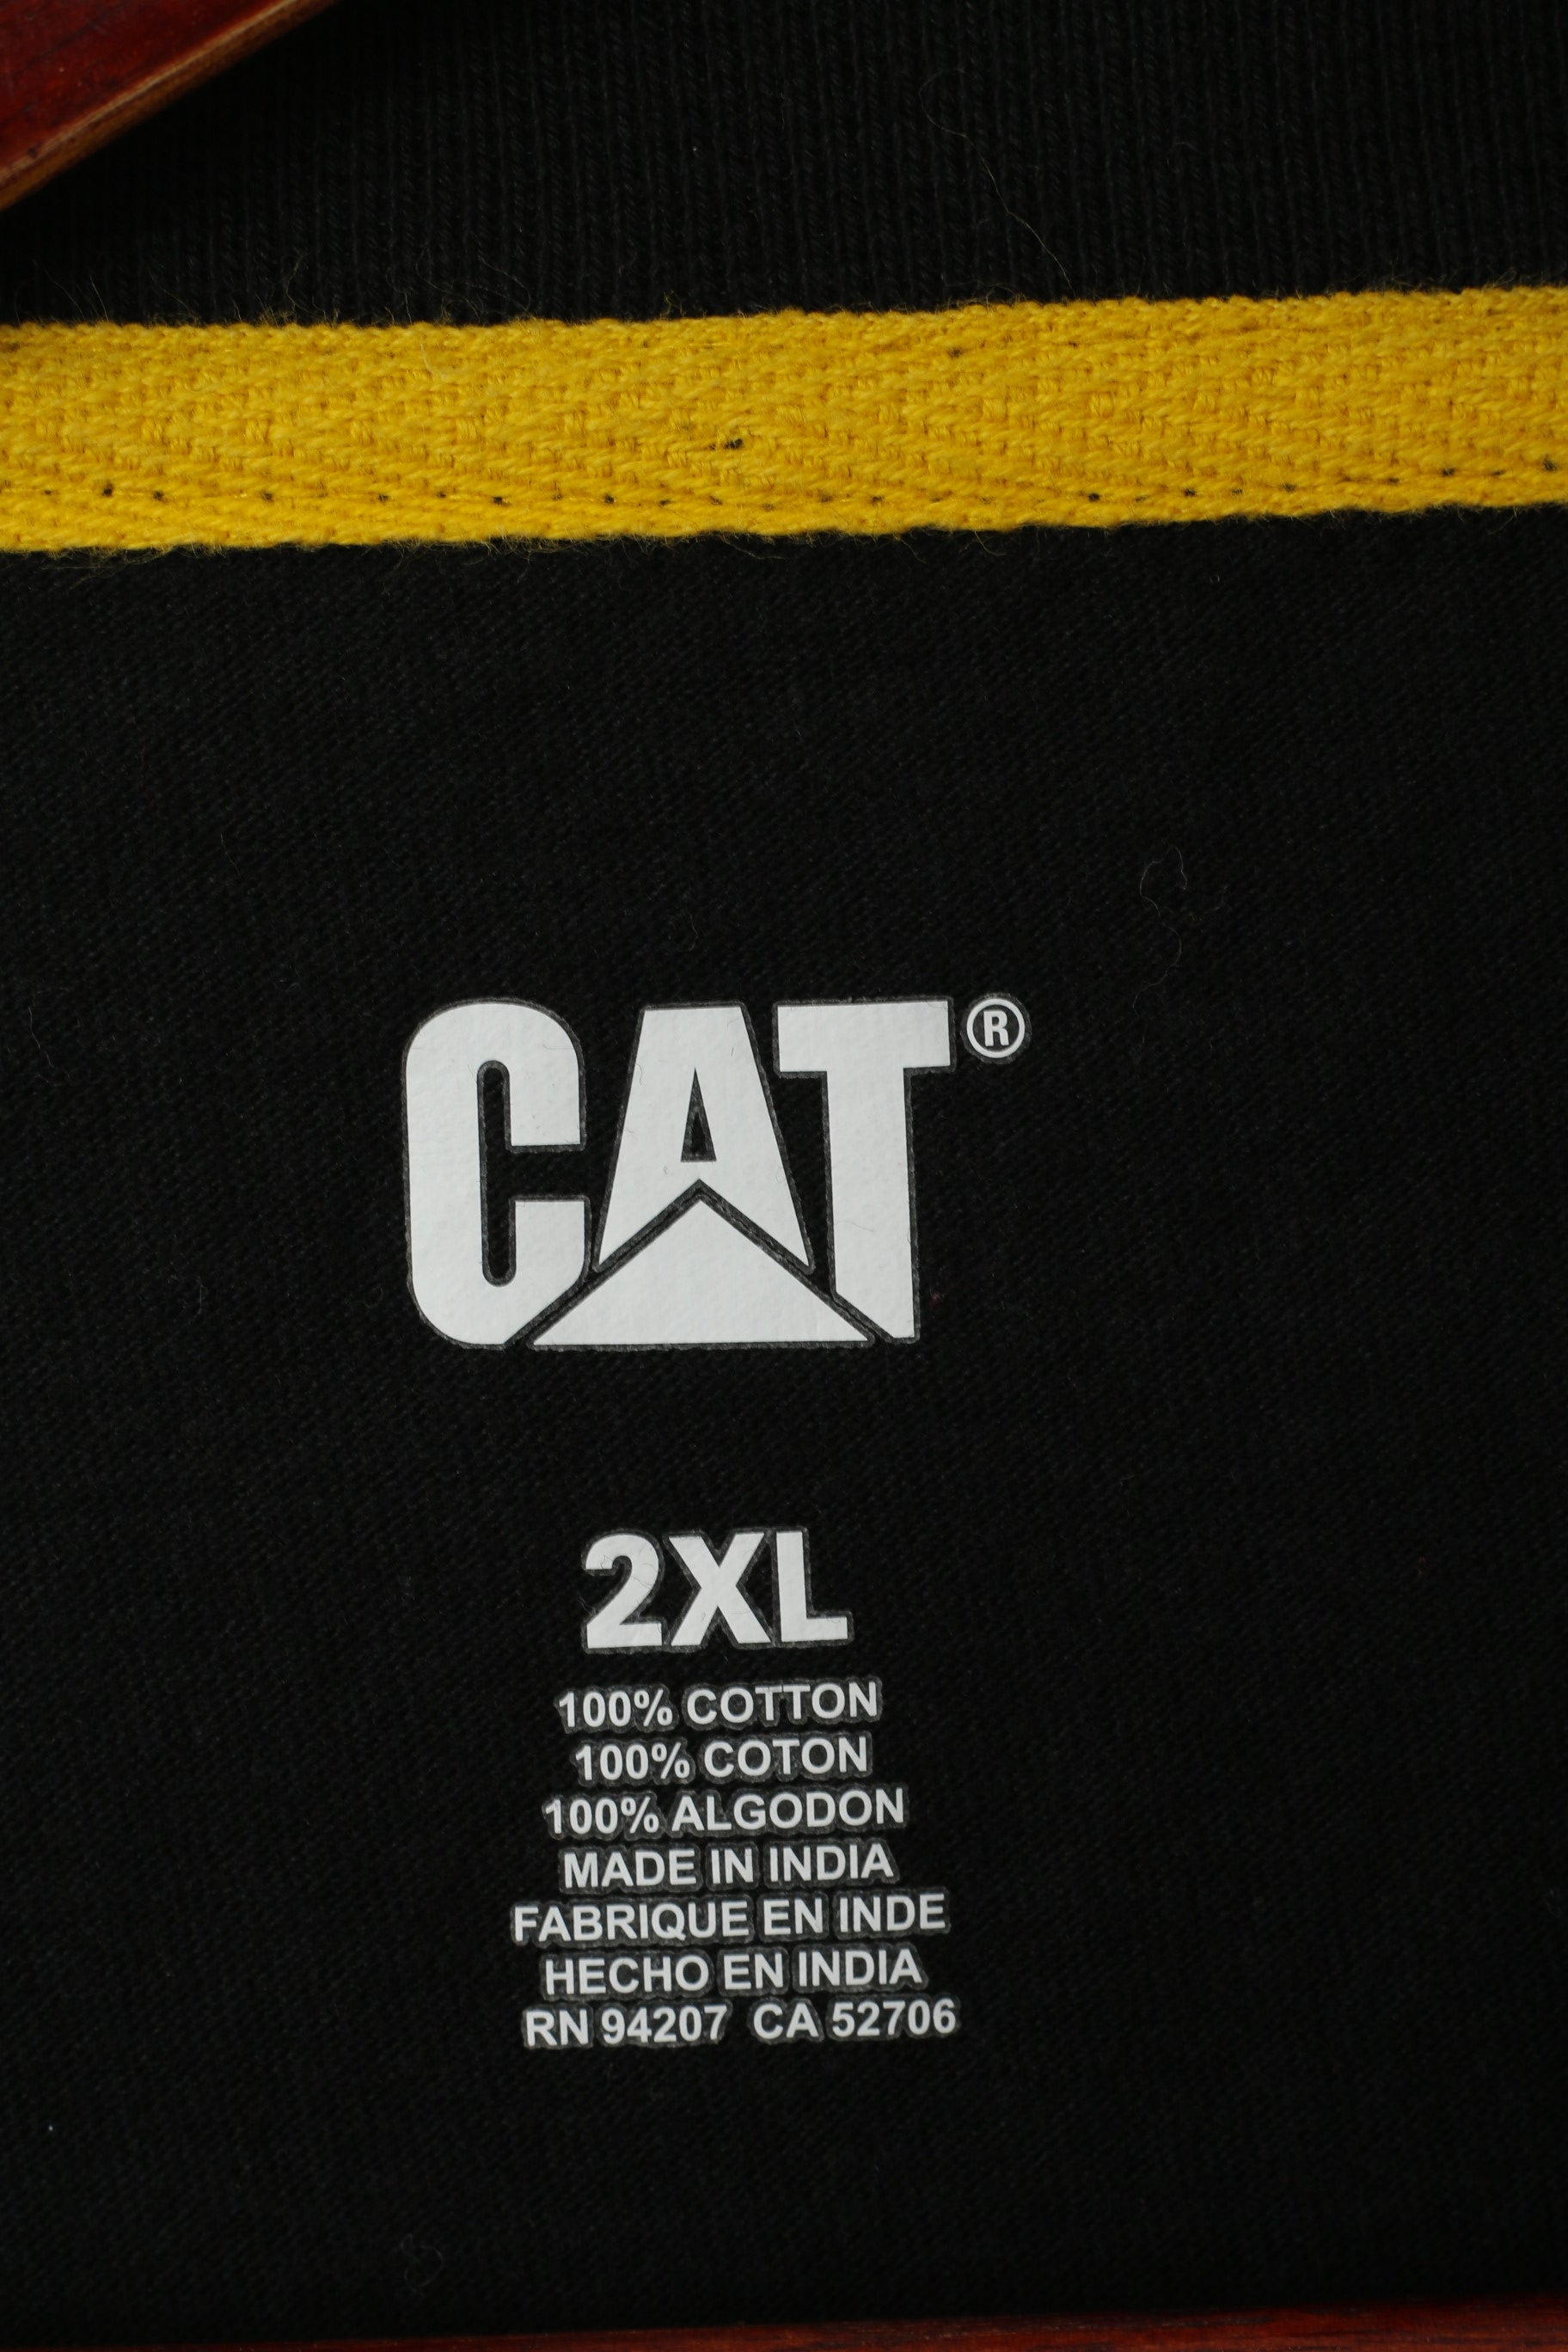 CAT®
2XL
100% COTTON
100% COTON
100% ALGODON
MADE IN INDIA
FABRIQUE EN INDE
HECHO EN INDIA
RN 94207 CA 52706